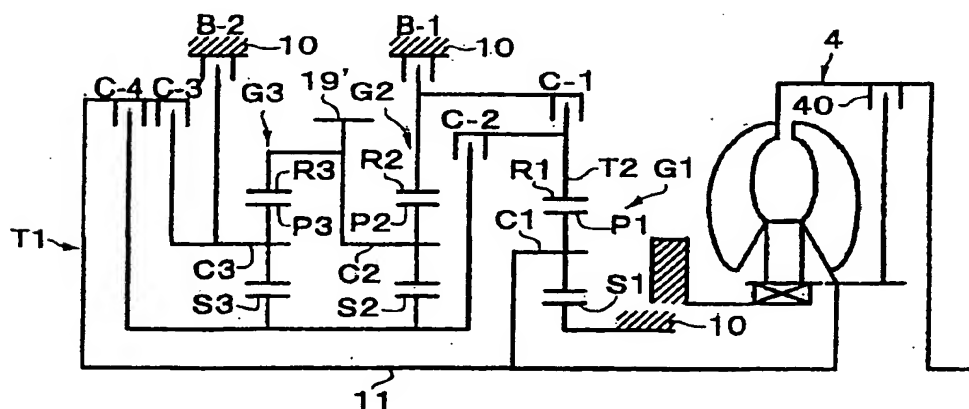 B-2 B-1
10 10 4
C-4 C-3 19' C-1 40
G3 G2 C-2
R3 R2 R1 T2 G1
P3 P2 C1 P1
T1
C3 C2
S3 S2 S1
10
11